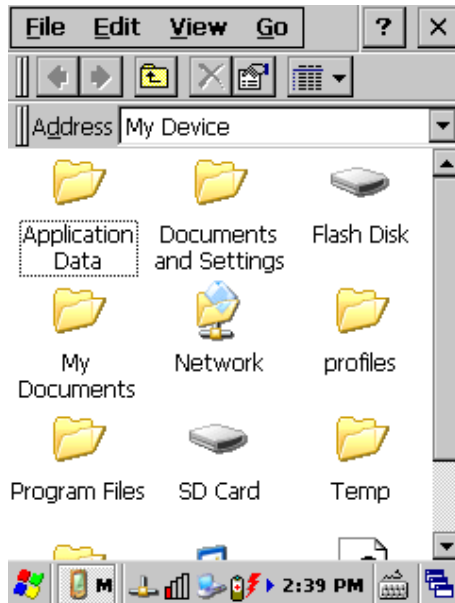 File Edit View Go ? ×
Address My Device
Application Data
Documents and Settings
Flash Disk
My Documents
Network
profiles
Program Files
SD Card
Temp
M 2:39 PM